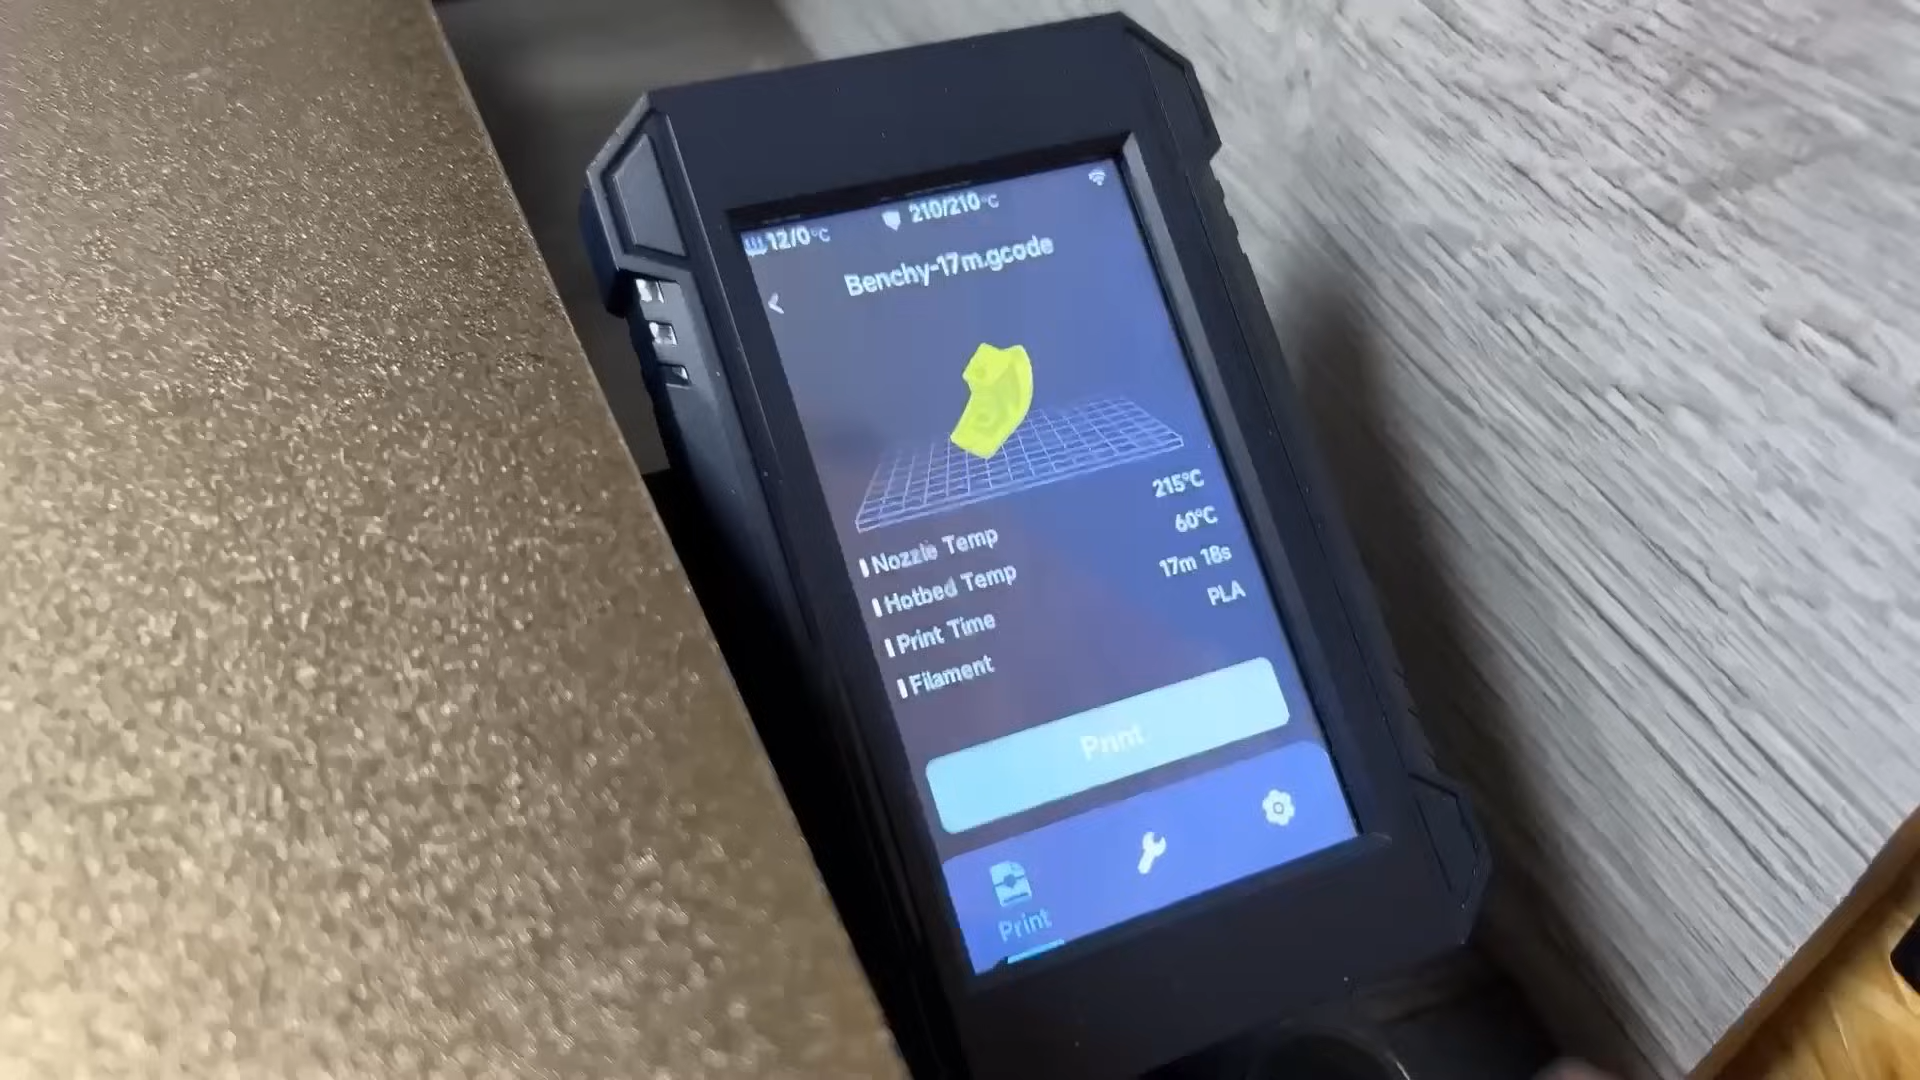 210/210°C
12/0°C
Benchy-17m.gcode
Nozzle Temp 215°C
Hotbed Temp 60°C
Print Time 17m 18s
Filament PLA
Print
Print